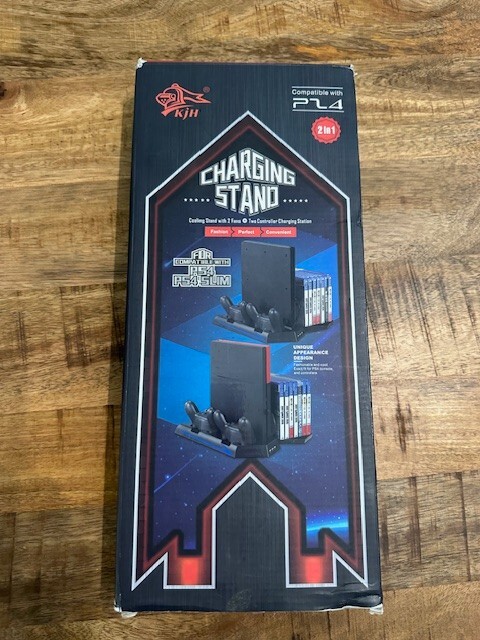 KJH
Compatible with
PS4
2 in 1
CHARGING
STAND
Cooling Stand with 2 Fans Two Controller Charging Station
Fashion Perfect Convenient
FOR
COMPATIBLE WITH
PS4
PS4 SLIM
UNIQUE
APPEARANCE
DESIGN